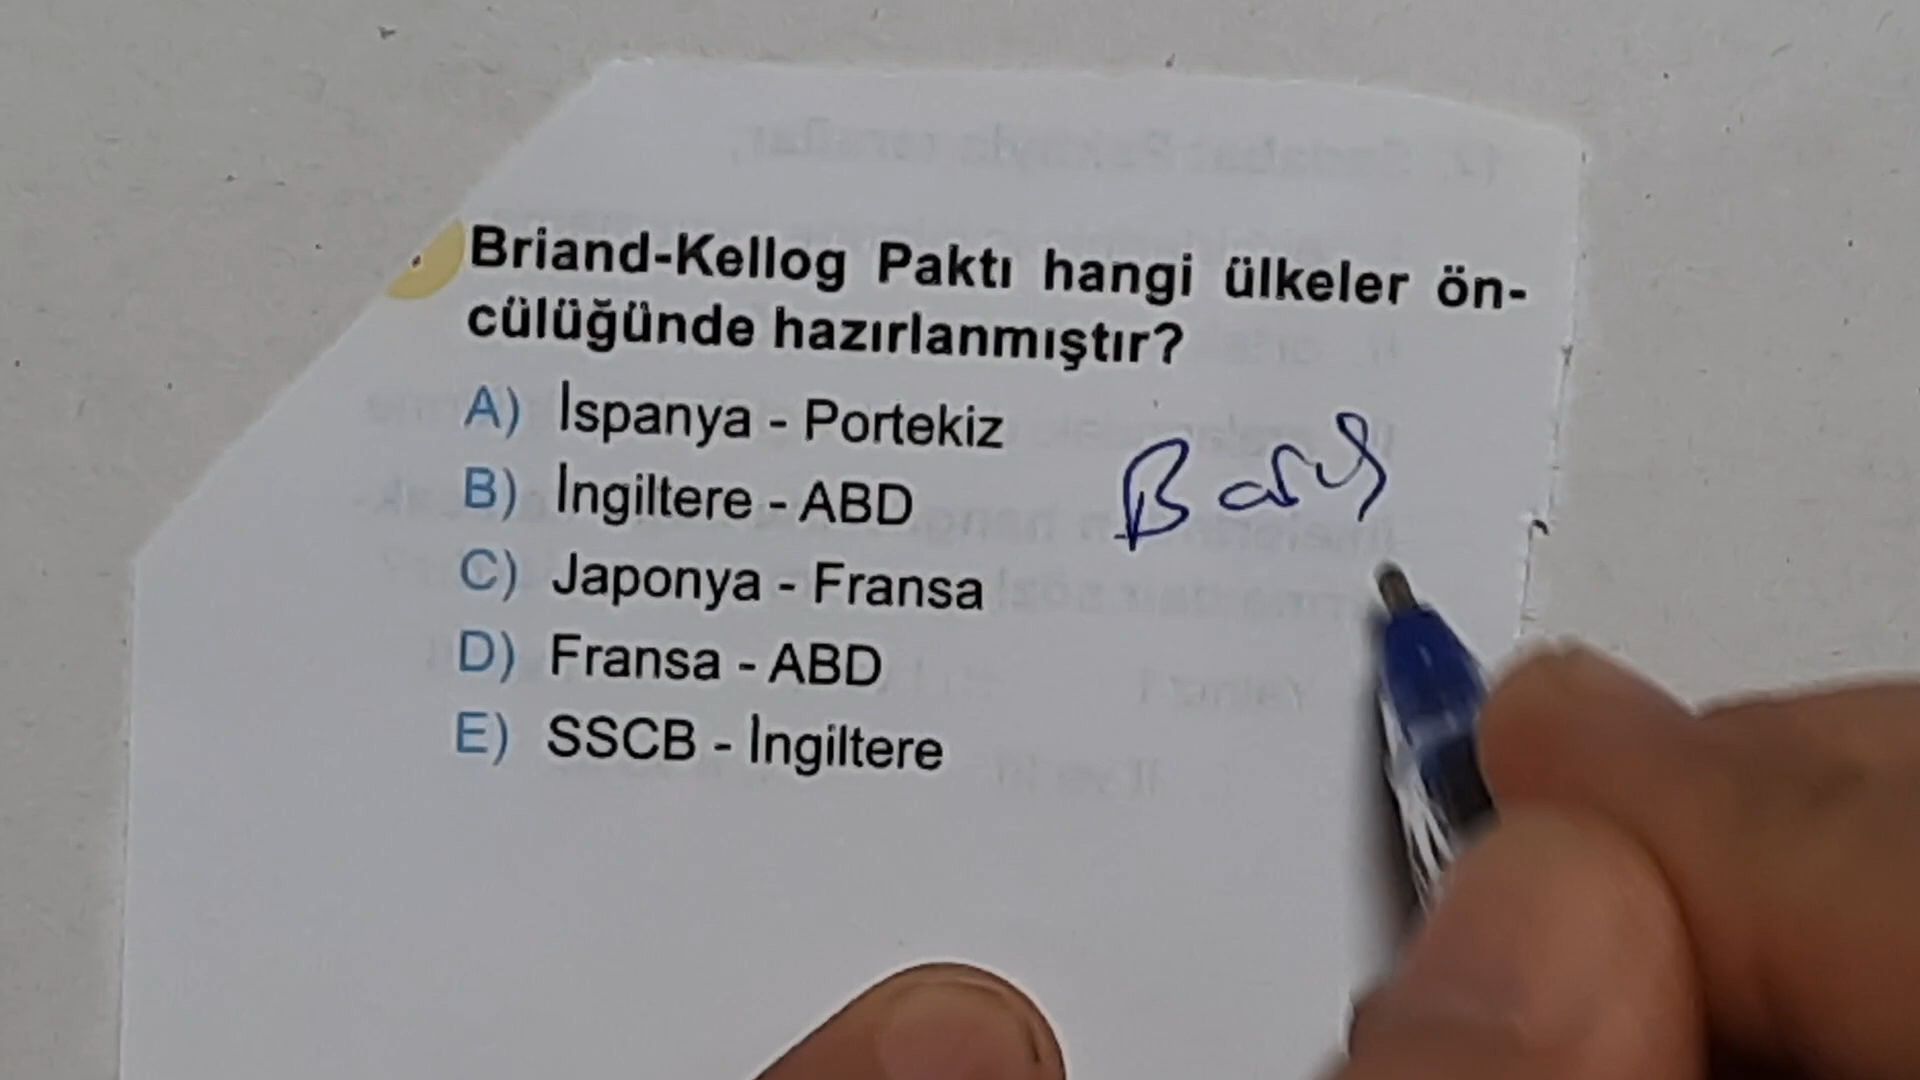 Briand-Kellog Paktı hangi ülkeler ön-
cülüğünde hazırlanmıştır?
A) İspanya - Portekiz
B) İngiltere - ABD
C) Japonya - Fransa
D) Fransa - ABD
E) SSCB - İngiltere
Barış